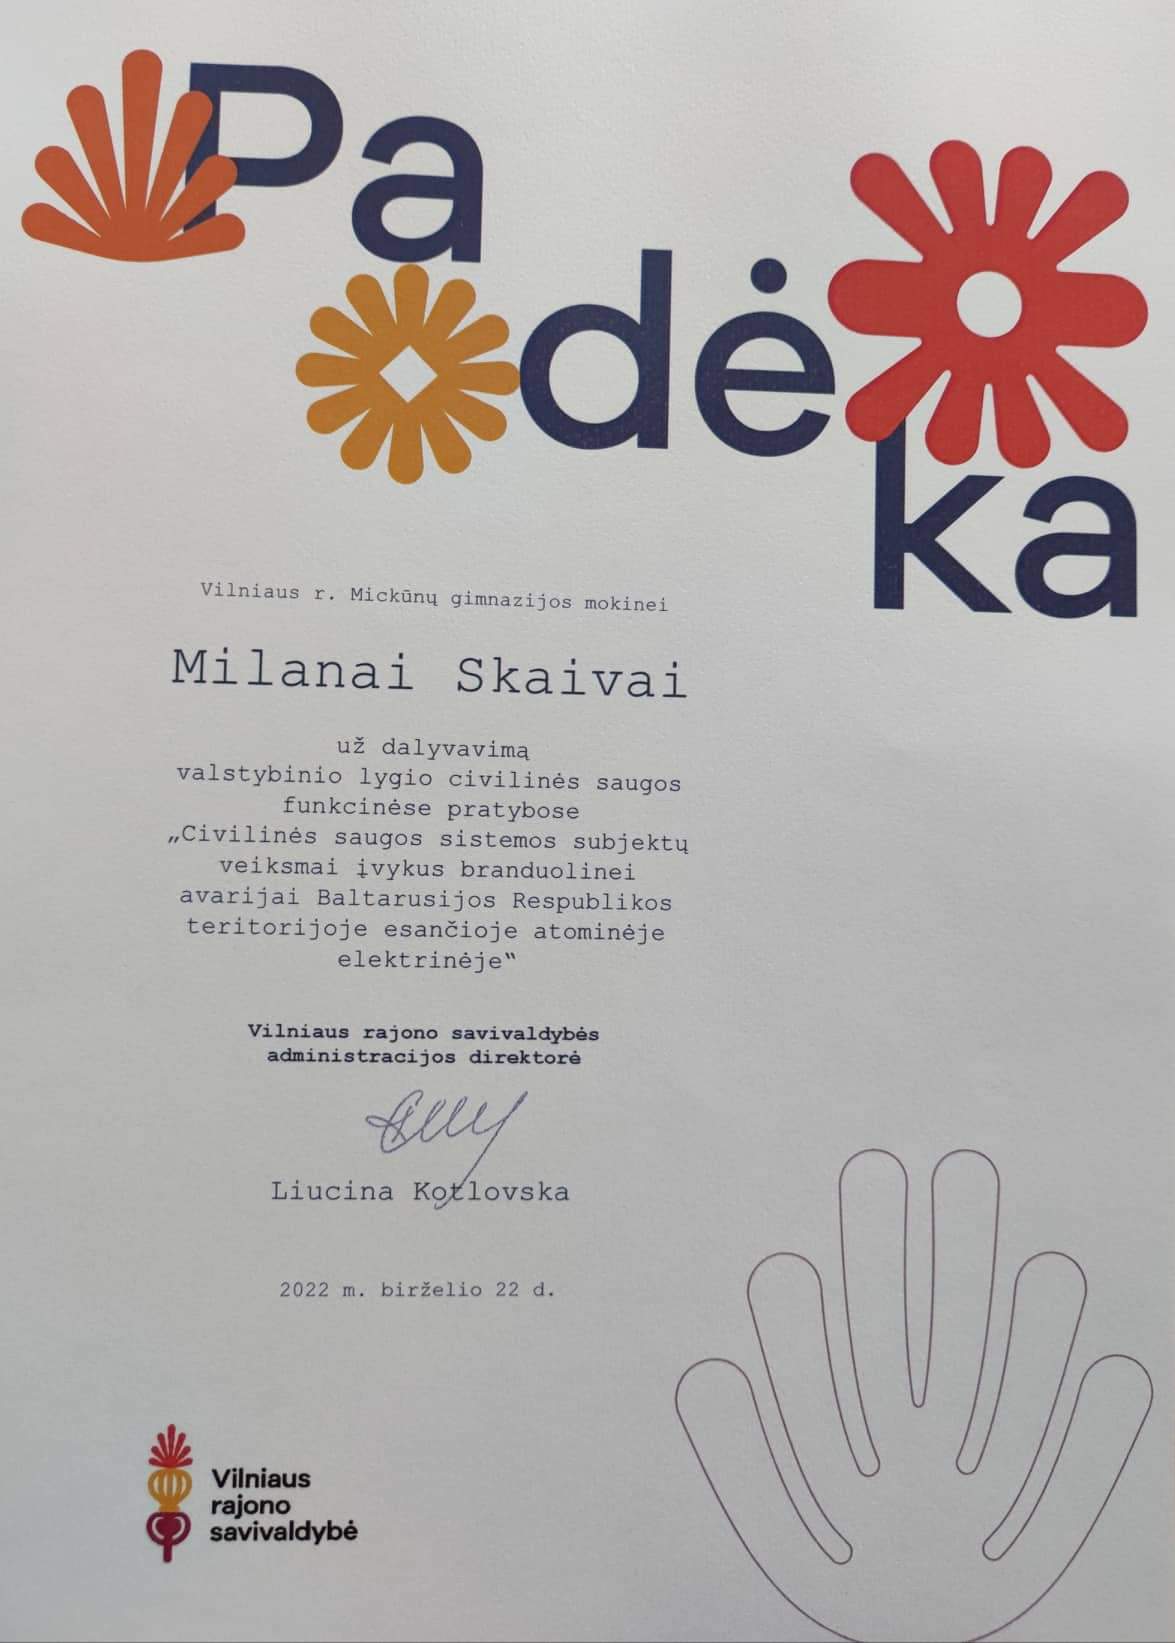 Padėka
Vilniaus r. Mickūnų gimnazijos mokinei
Milanai Skaivai
už dalyvavimą
valstybinio lygio civilinės saugos
funkcinėse pratybose
„Civilinės saugos sistemos subjektų
veiksmai įvykus branduolinei
avarijai Baltarusijos Respublikos
teritorijoje esančioje atominėje
elektrinėje“
Vilniaus rajono savivaldybės
administracijos direktorė
Liucina Kotlovska
2022 m. birželio 22 d.
Vilniaus
rajono
savivaldybė